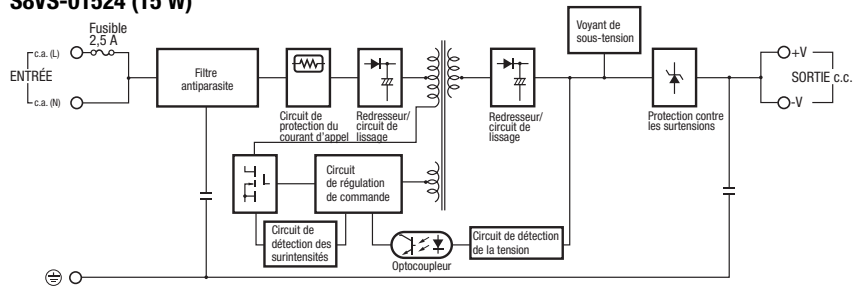 S8VS-01524 (15 W)
Fusible
2,5 A
c.a. (L)
ENTRÉE
c.a. (N)
Filtre
antiparasite
Circuit de
protection du
courant d'appel
Redresseur/
circuit de
lissage
Redresseur/
circuit de
lissage
Voyant de
sous-tension
Protection contre
les surtensions
+V
SORTIE c.c.
-V
Circuit
de régulation
de commande
Circuit de
détection des
surintensités
Optocoupleur
Circuit de détection
de la tension